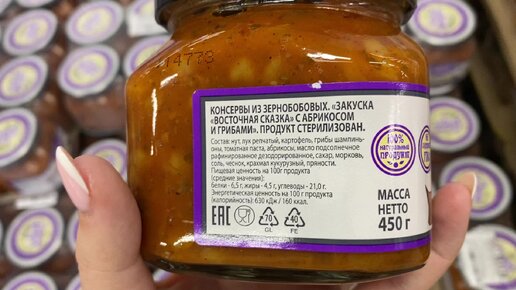 14773
КОНСЕРВЫ ИЗ ЗЕРНОБОБОВЫХ. «ЗАКУСКА
«ВОСТОЧНАЯ СКАЗКА» С АБРИКОСОМ
И ГРИБАМИ». ПРОДУКТ СТЕРИЛИЗОВАН.
Состав: нут, лук репчатый, картофель, грибы шампинь-
оны, томатная паста, абрикосы, масло подсолнечное
рафинированное дезодорированное, сахар, морковь,
соль, чеснок, крахмал кукурузный, пряности.
Пищевая ценность на 100г продукта
(средние значения):
белки - 6,5 г, жиры - 4,5 г, углеводы - 21,0 г.
Энергетическая ценность на 100 г продукта
(калорийность): 630 кДж / 160 ккал.
EAC
70
GL
40
FE
100%
НАТУРАЛЬНЫЙ
ПРОДУКТ
МАССА
НЕТТО
450 г